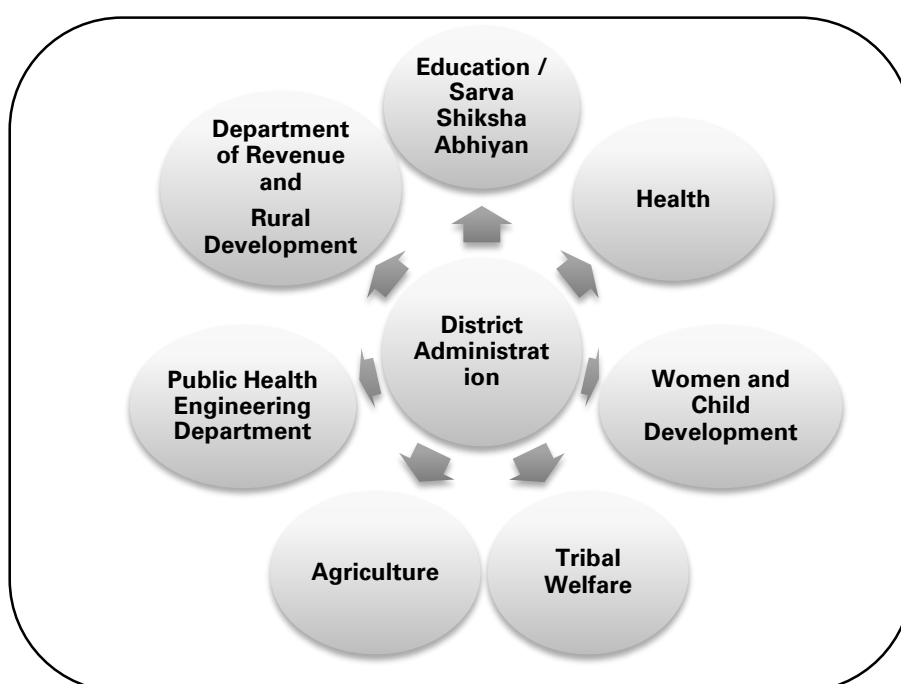 Education /
Sarva
Shiksha
Abhiyan
Department
of Revenue
and
Rural
Development
Health
District
Administrat
ion
Public Health
Engineering
Department
Women and
Child
Development
Agriculture
Tribal
Welfare